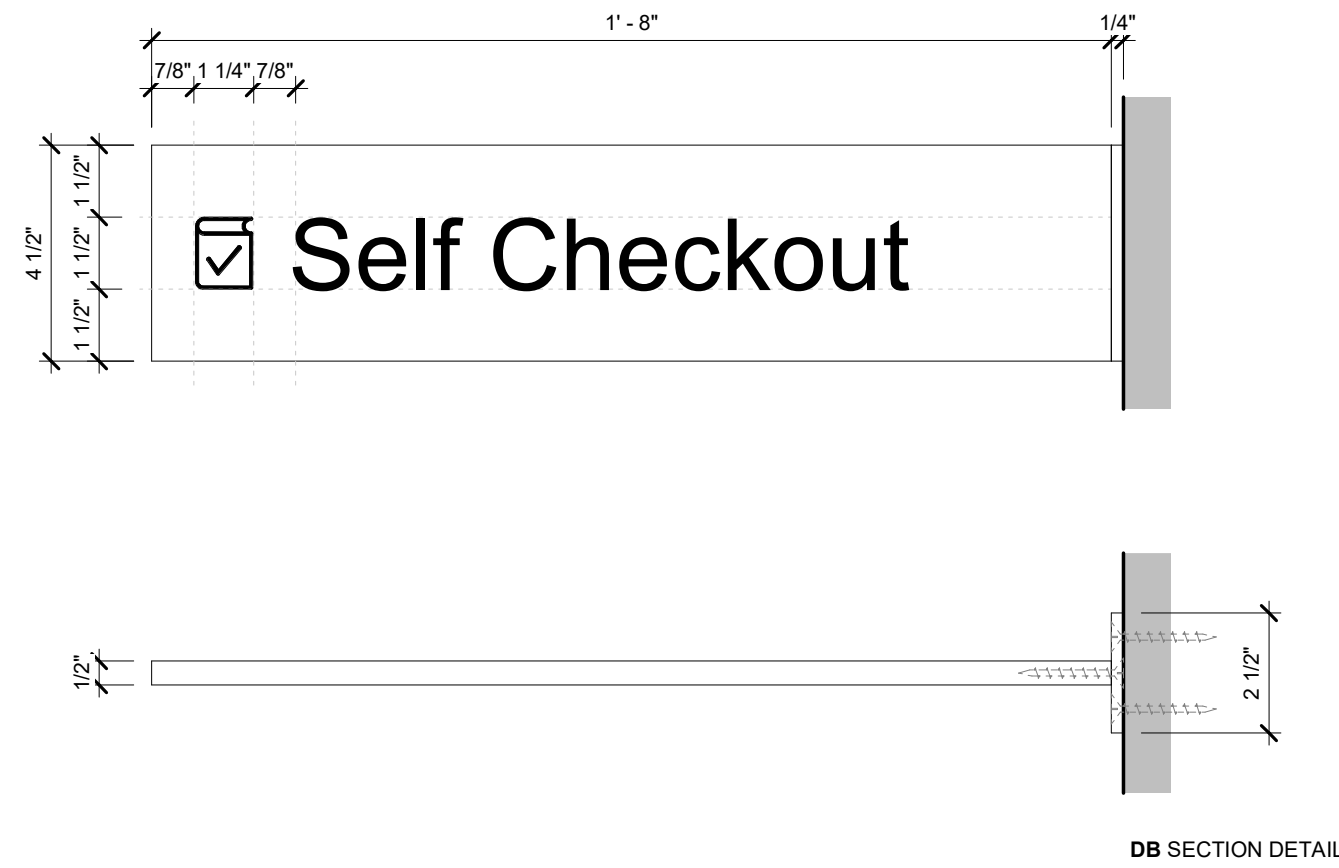 1' - 8"
1/4"
7/8" 1 1/4" 7/8"
4 1/2"
1 1/2"
1 1/2"
1 1/2"
Self Checkout
1/2"
2 1/2"
DB SECTION DETAIL